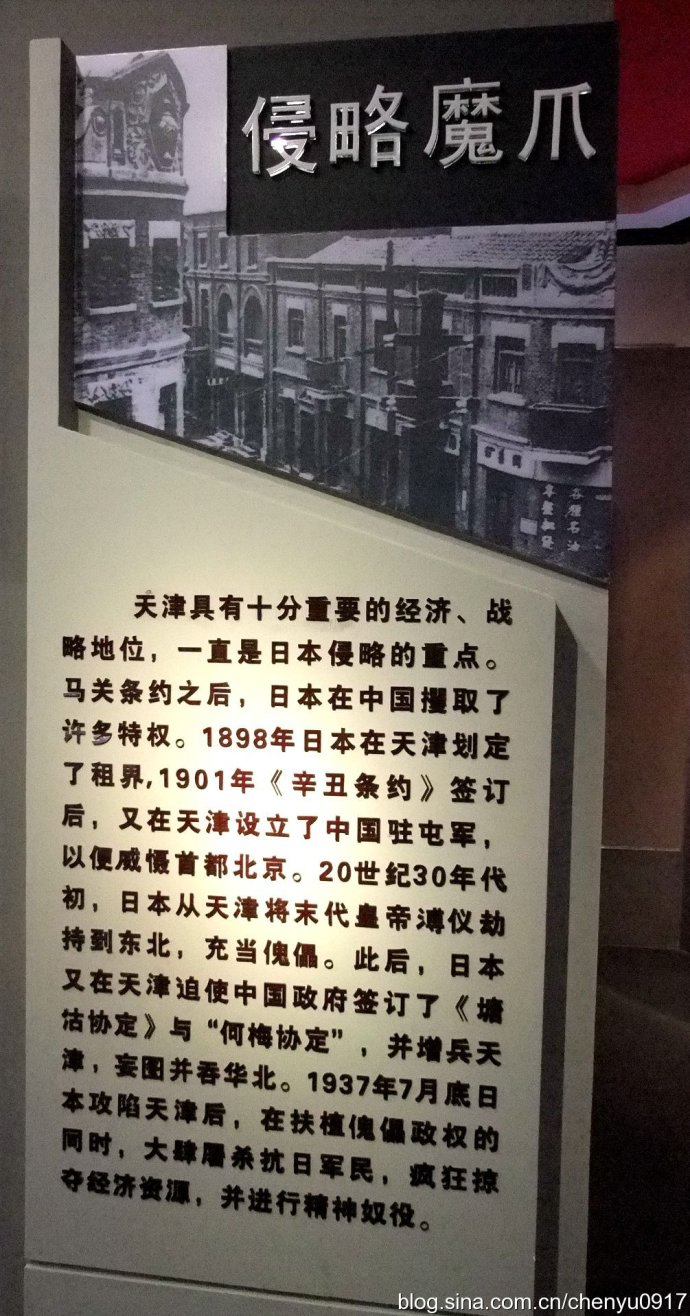 侵略魔爪
各種名油
皂盤批發
天津具有十分重要的经济、战
略地位，一直是日本侵略的重点。
马关条约之后，日本在中国攫取了
许多特权。1898年日本在天津划定
了租界,1901年《辛丑条约》签订
后，又在天津设立了中国驻屯军，
以便威慑首都北京。20世纪30年代
初，日本从天津将末代皇帝溥仪劫
持到东北，充当傀儡。此后，日本
又在天津迫使中国政府签订了《塘
沽协定》与“何梅协定”，并增兵天
津，妄图并吞华北。1937年7月底日
本攻陷天津后，在扶植傀儡政权的
同时，大肆屠杀抗日军民，疯狂掠
夺经济资源，并进行精神奴役。
blog.sina.com.cn/chenyu0917